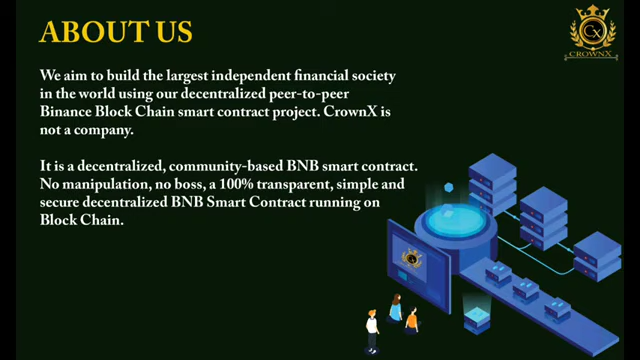 ABOUT US
CX
CROWNX
We aim to build the largest independent financial society
in the world using our decentralized peer-to-peer
Binance Block Chain smart contract project. CrownX is
not a company.
It is a decentralized, community-based BNB smart contract.
No manipulation, no boss, a 100% transparent, simple and
secure decentralized BNB Smart Contract running on
Block Chain.
Cx